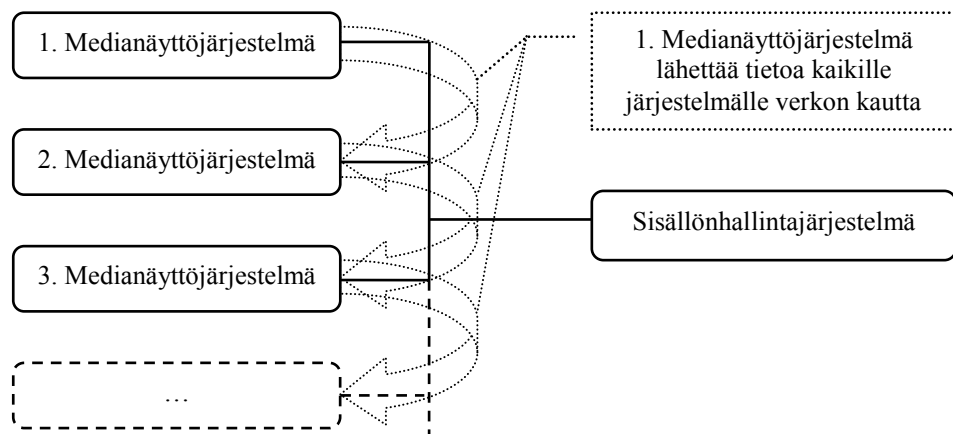 1. Medianäyttöjärjestelmä
2. Medianäyttöjärjestelmä
3. Medianäyttöjärjestelmä
…
1. Medianäyttöjärjestelmä
lähettää tietoa kaikille
järjestelmälle verkon kautta
Sisällönhallintajärjestelmä